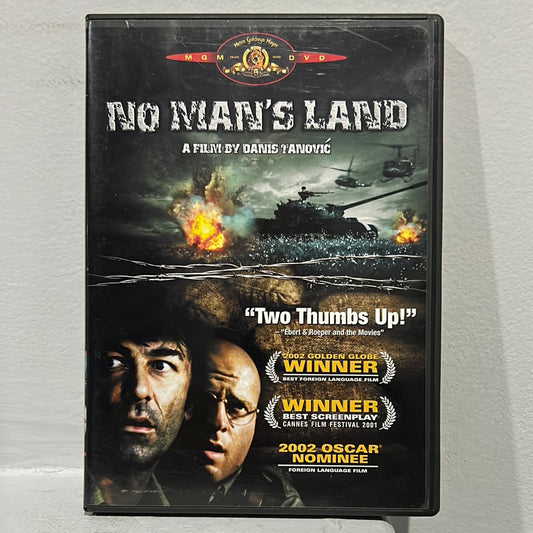 Metro Goldwyn Mayer
MGM TRADE MARK DVD
NO MAN'S LAND
A FILM BY DANIS TANOVIĆ
"Two Thumbs Up!"
-"Ebert & Roeper and the Movies"
2002 GOLDEN GLOBE
WINNER
BEST FOREIGN LANGUAGE FILM
WINNER
BEST SCREENPLAY
CANNES FILM FESTIVAL 2001
2002 OSCAR®
NOMINEE
FOREIGN LANGUAGE FILM